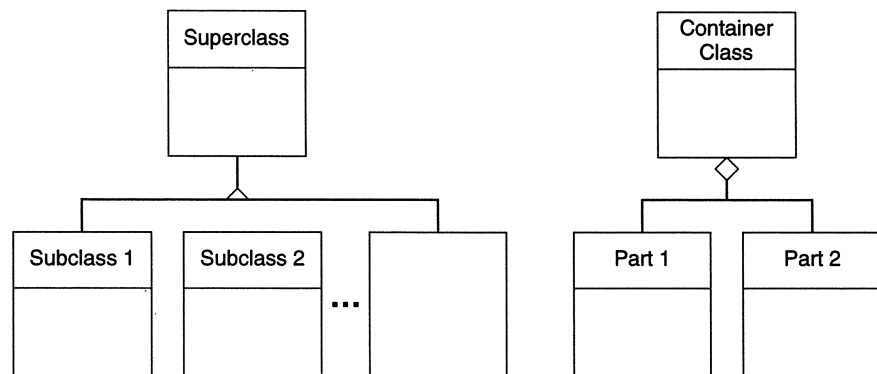 Superclass
Container
Class
Subclass 1
Subclass 2
...
Part 1
Part 2